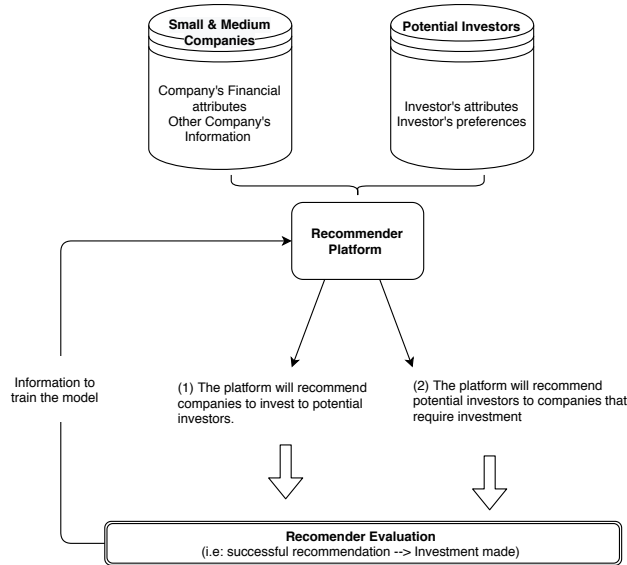 Small & Medium
Companies
Company's Financial
attributes
Other Company's
Information
Potential Investors
Investor's attributes
Investor's preferences
Recommender
Platform
Information to
train the model
(1) The platform will recommend
companies to invest to potential
investors.
(2) The platform will recommend
potential investors to companies that
require investment
Recomender Evaluation
(i.e: successful recommendation --> Investment made)